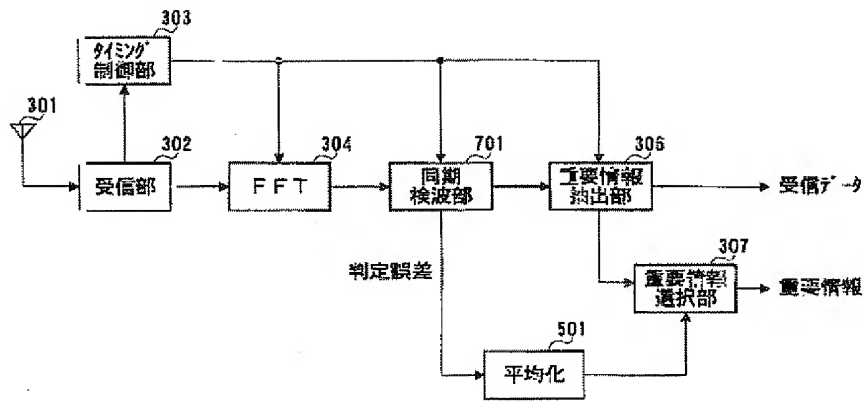 303
タイミング
制御部
301
302
304
701
306
受信部
FFT
同期
検波部
重要情報
抽出部
受信データ
307
判定誤差
重要情報
選択部
重要情報
501
平均化